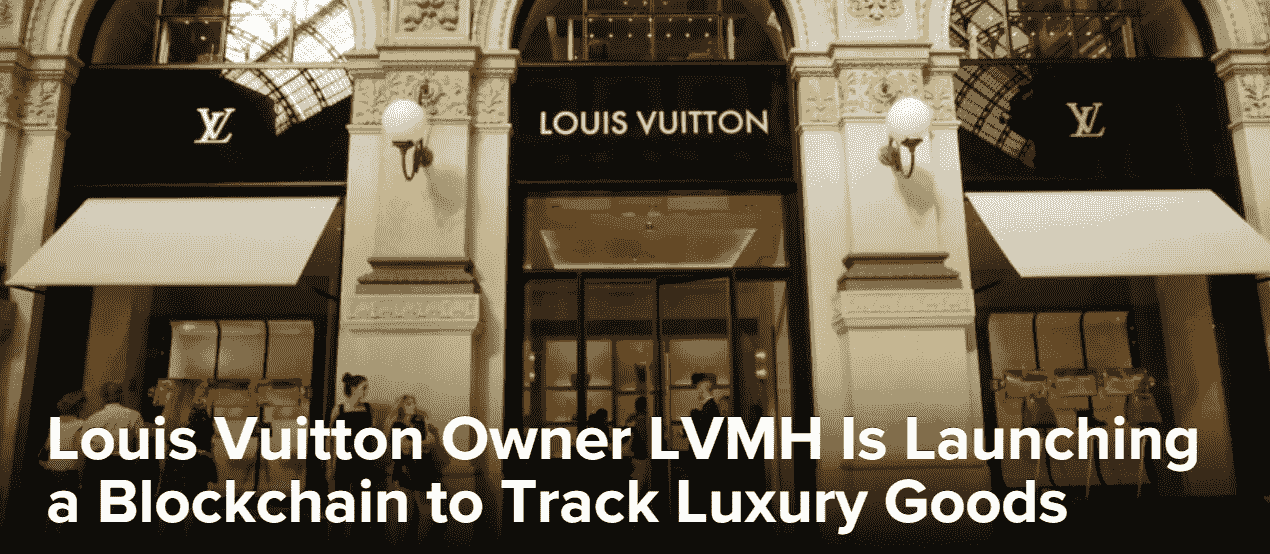 LV
LOUIS VUITTON
LV
Louis Vuitton Owner LVMH Is Launching
a Blockchain to Track Luxury Goods